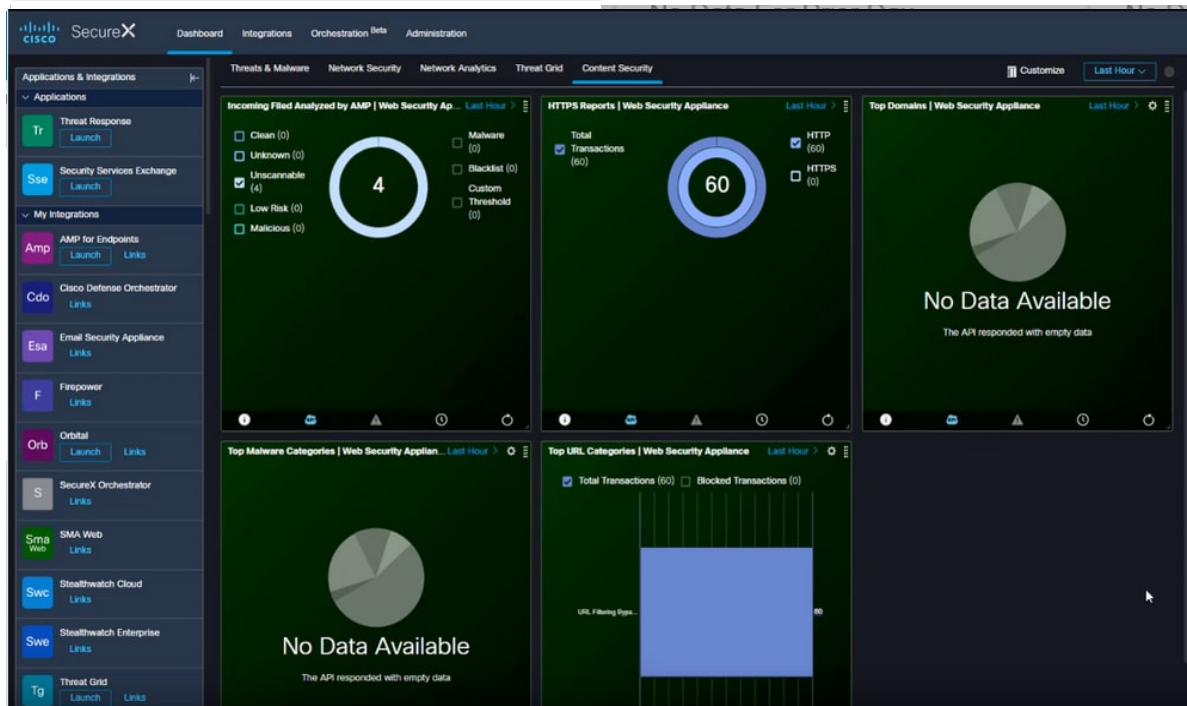 No Data For Prior Day
CISCO SecureX
Dashboard
Integrations
Orchestration Beta
Administration
Applications & Integrations
Threats & Malware
Network Security
Network Analytics
Threat Grid
Content Security
Customize
Last Hour
Applications
Tr
Threat Response
Launch
Sse
Security Services Exchange
Launch
My Integrations
Amp
AMP for Endpoints
Launch Links
Cdo
Cisco Defense Orchestrator
Links
Esa
Email Security Appliance
Links
F
Firepower
Links
Orb
Orbital
Launch Links
S
SecureX Orchestrator
Links
Sma Web
SMA Web
Links
Swc
Stealthwatch Cloud
Links
Swe
Stealthwatch Enterprise
Links
Tg
Threat Grid
Launch Links
Incoming Filed Analyzed by AMP | Web Security Ap... Last Hour
Clean (0)
Unknown (0)
Unscannable (4)
Low Risk (0)
Malicious (0)
4
Malware (0)
Blacklist (0)
Custom Threshold (0)
HTTPS Reports | Web Security Appliance Last Hour
Total Transactions (60)
60
HTTP (60)
HTTPS (0)
Top Domains | Web Security Appliance Last Hour
No Data Available
The API responded with empty data
Top Malware Categories | Web Security Applian... Last Hour
No Data Available
The API responded with empty data
Top URL Categories | Web Security Appliance Last Hour
Total Transactions (60) Blocked Transactions (0)
URL Filtering Bypa...
60